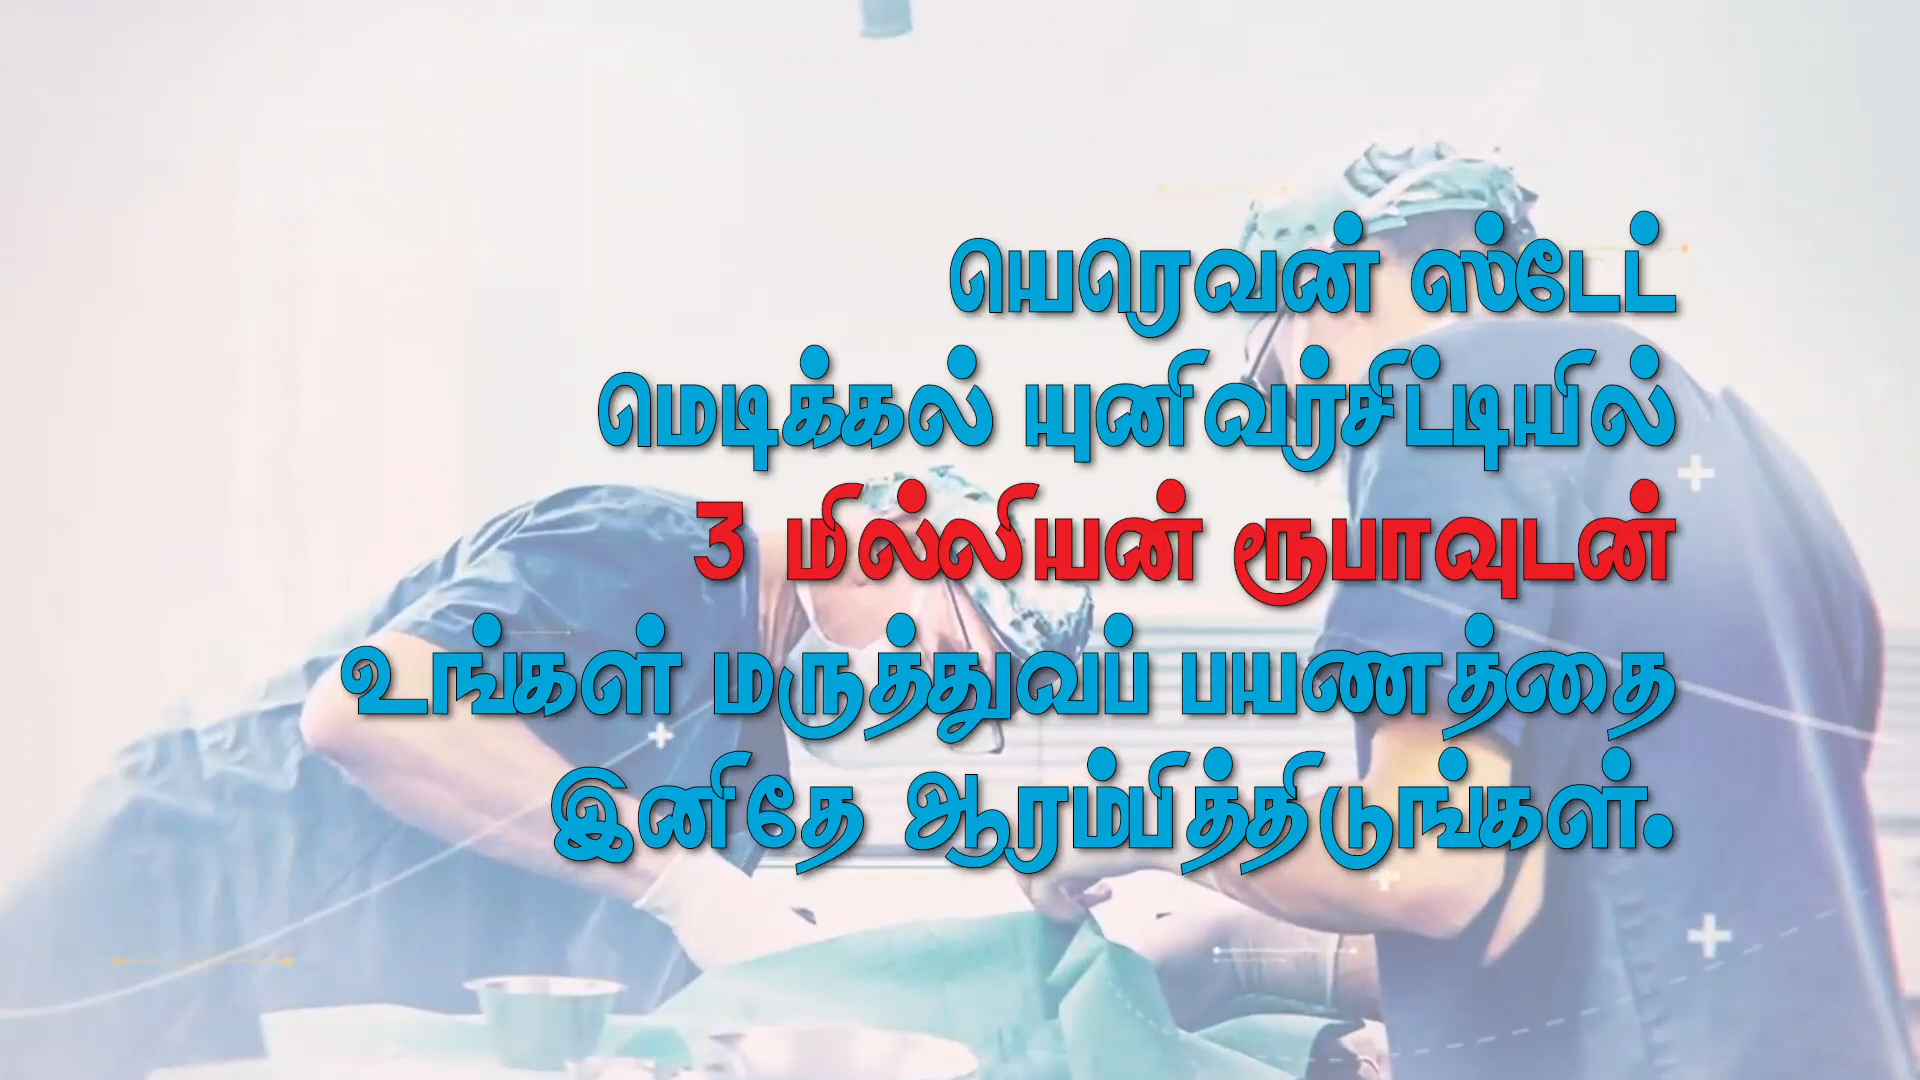 யெரெவன் ஸ்டேட்
மெடிக்கல் யுனிவர்சிட்டியில்
3 மில்லியன் ரூபாவுடன்
உங்கள் மருத்துவப் பயணத்தை
இனிதே ஆரம்பித்திடுங்கள்.